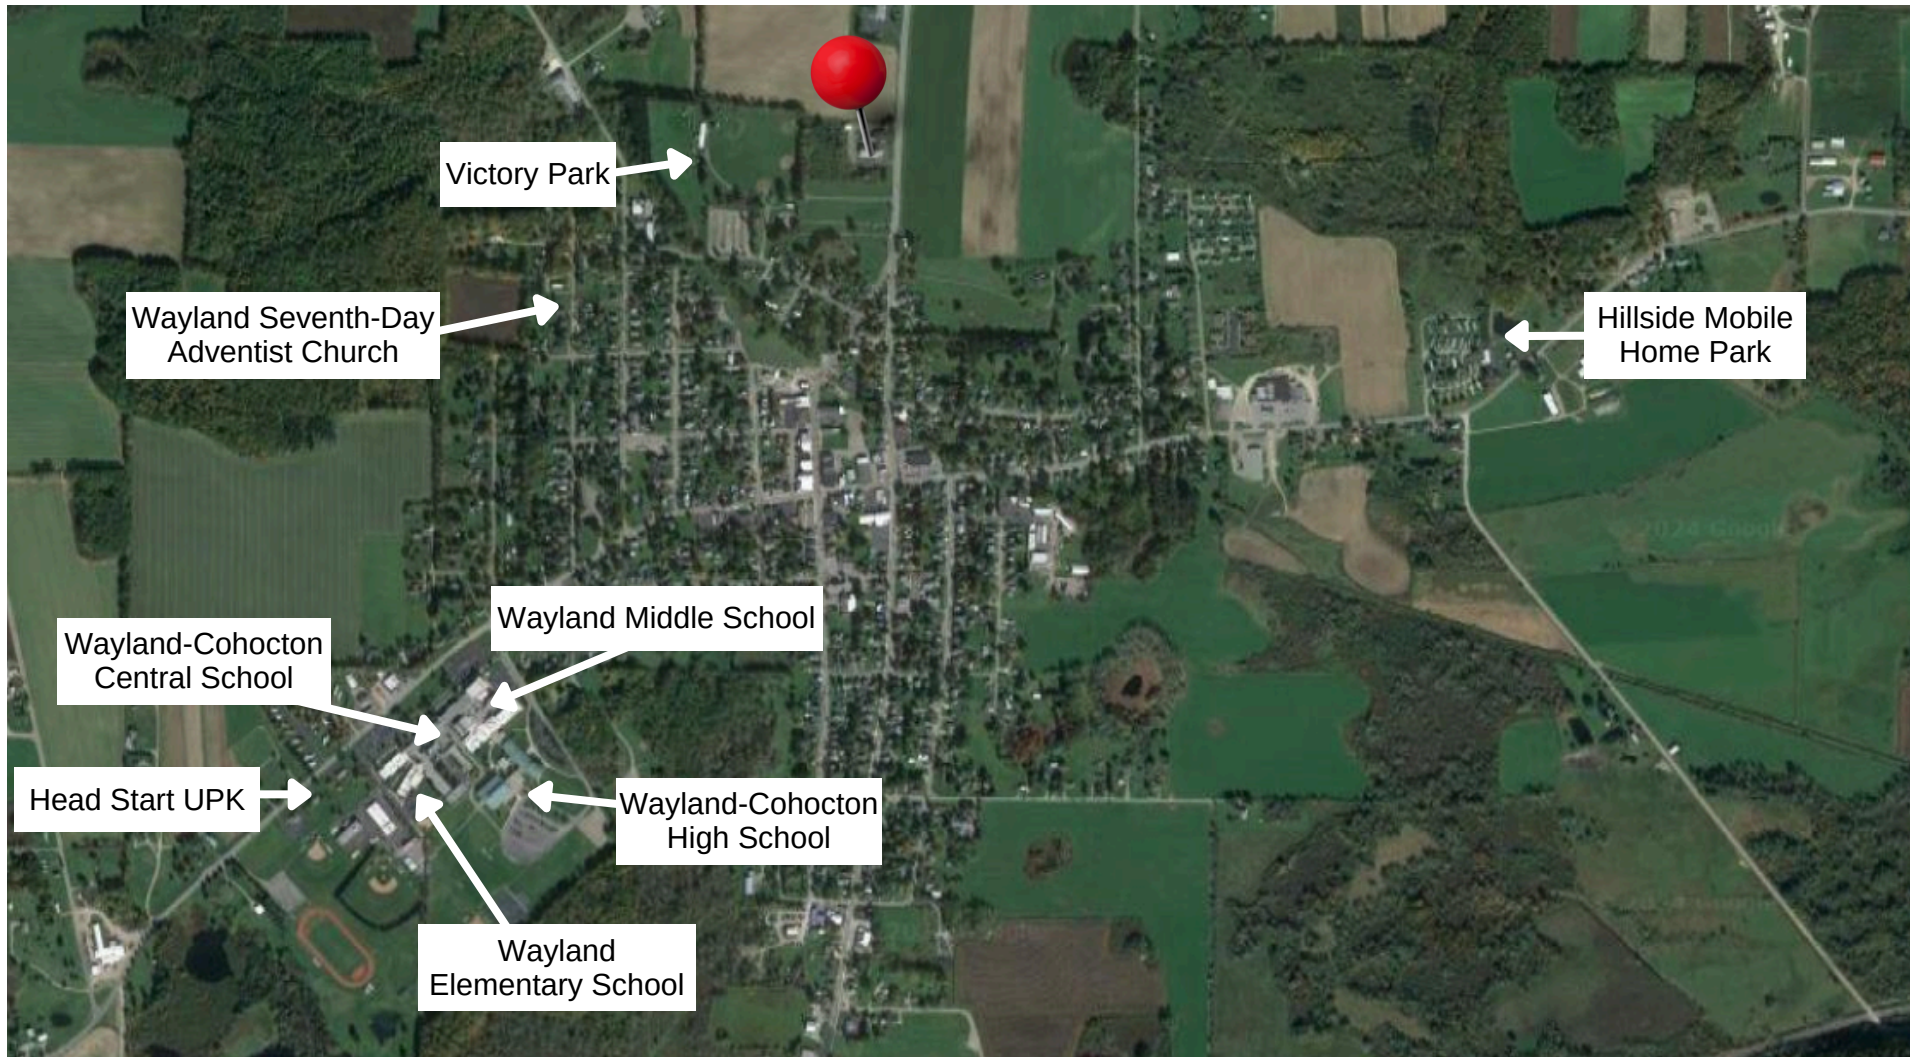 Victory Park
Wayland Seventh-Day
Adventist Church
Hillside Mobile
Home Park
Wayland Middle School
Wayland-Cohocton
Central School
Head Start UPK
Wayland-Cohocton
High School
Wayland
Elementary School